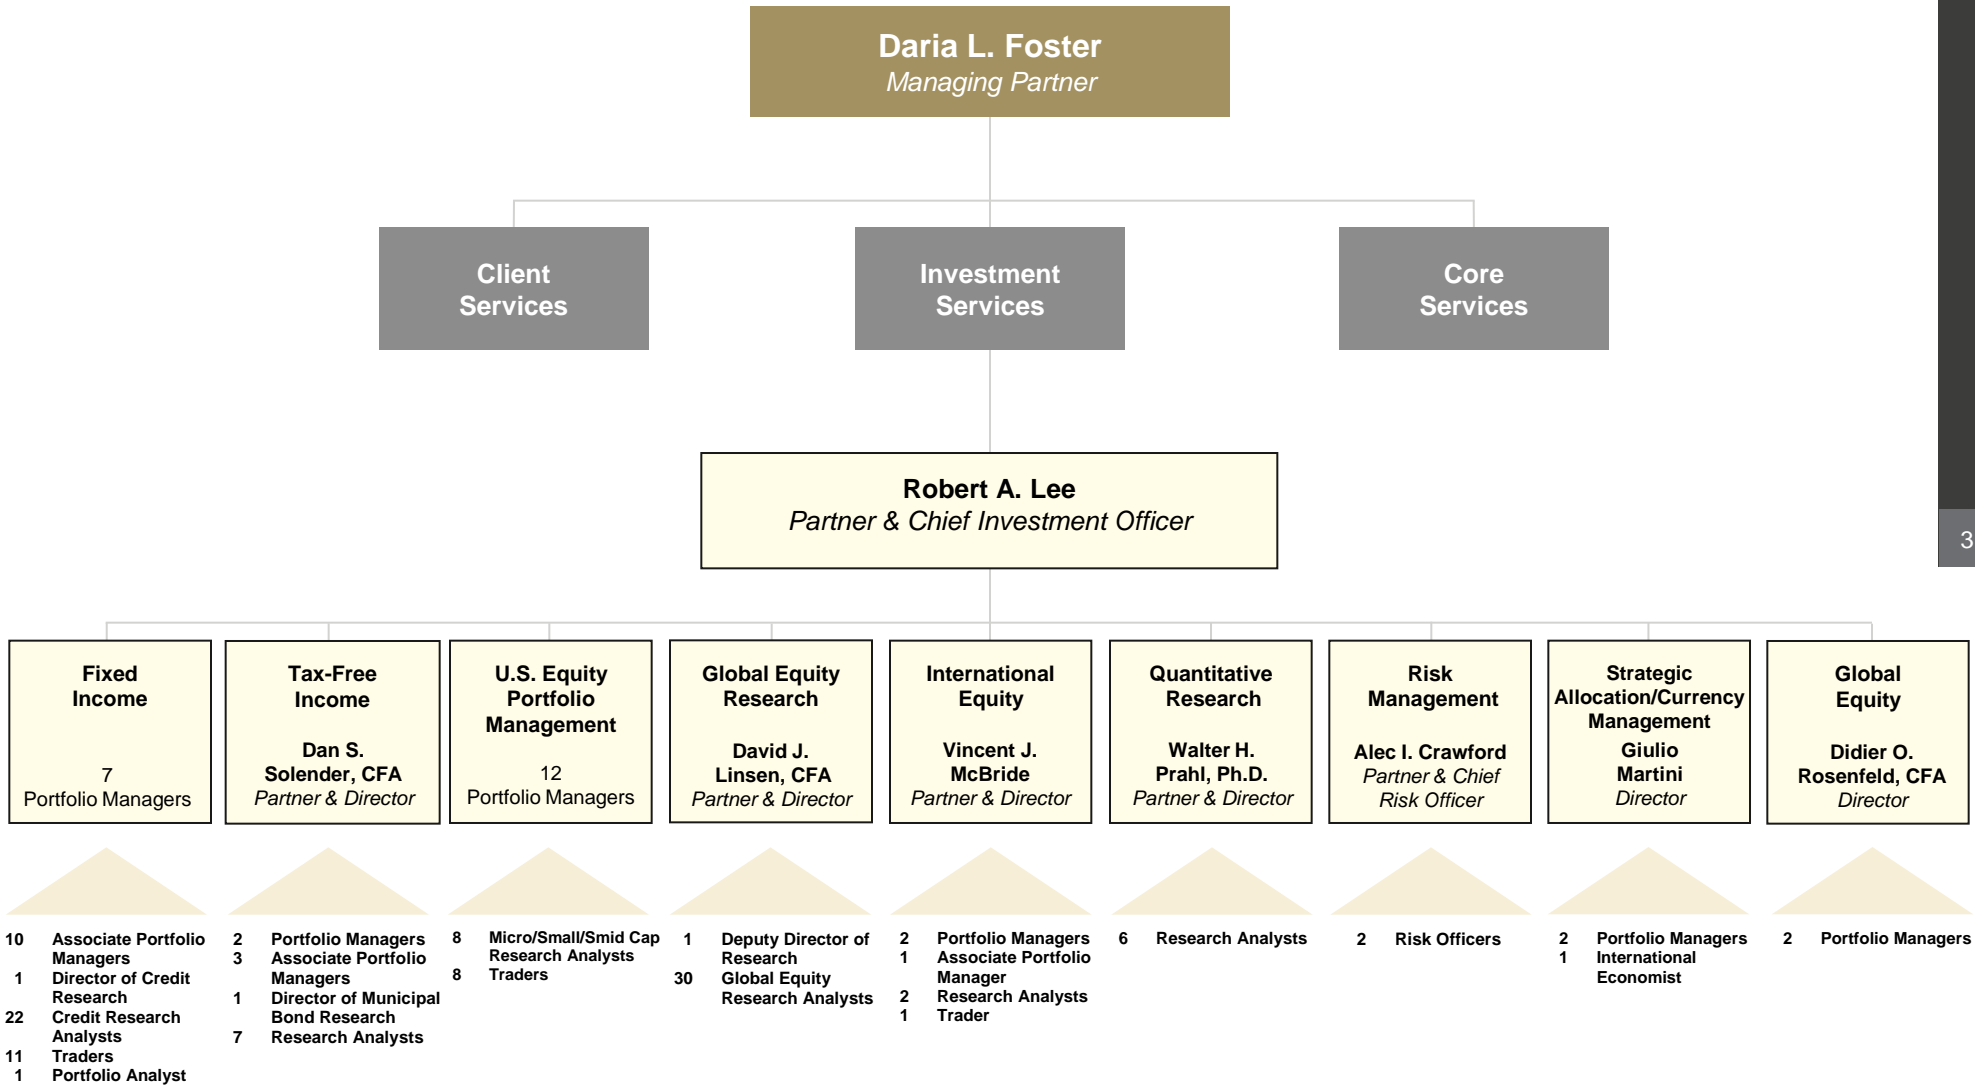 Daria L. Foster
Managing Partner
Client
Services
Investment
Services
Core
Services
Robert A. Lee
Partner & Chief Investment Officer
3
Fixed
Income
7
Portfolio Managers
Tax-Free
Income
Dan S.
Solender, CFA
Partner & Director
U.S. Equity
Portfolio
Management
12
Portfolio Managers
Global Equity
Research
David J.
Linsen, CFA
Partner & Director
International
Equity
Vincent J.
McBride
Partner & Director
Quantitative
Research
Walter H.
Prahl, Ph.D.
Partner & Director
Risk
Management
Alec I. Crawford
Partner & Chief
Risk Officer
Strategic
Allocation/Currency
Management
Giulio
Martini
Director
Global
Equity
Didier O.
Rosenfeld, CFA
Director
10 Associate Portfolio
Managers
1 Director of Credit
Research
22 Credit Research
Analysts
11 Traders
1 Portfolio Analyst
2 Portfolio Managers
3 Associate Portfolio
Managers
1 Director of Municipal
Bond Research
7 Research Analysts
8 Micro/Small/Smid Cap
Research Analysts
8 Traders
1 Deputy Director of
Research
30 Global Equity
Research Analysts
2 Portfolio Managers
1 Associate Portfolio
Manager
2 Research Analysts
1 Trader
6 Research Analysts
2 Risk Officers
2 Portfolio Managers
1 International
Economist
2 Portfolio Managers